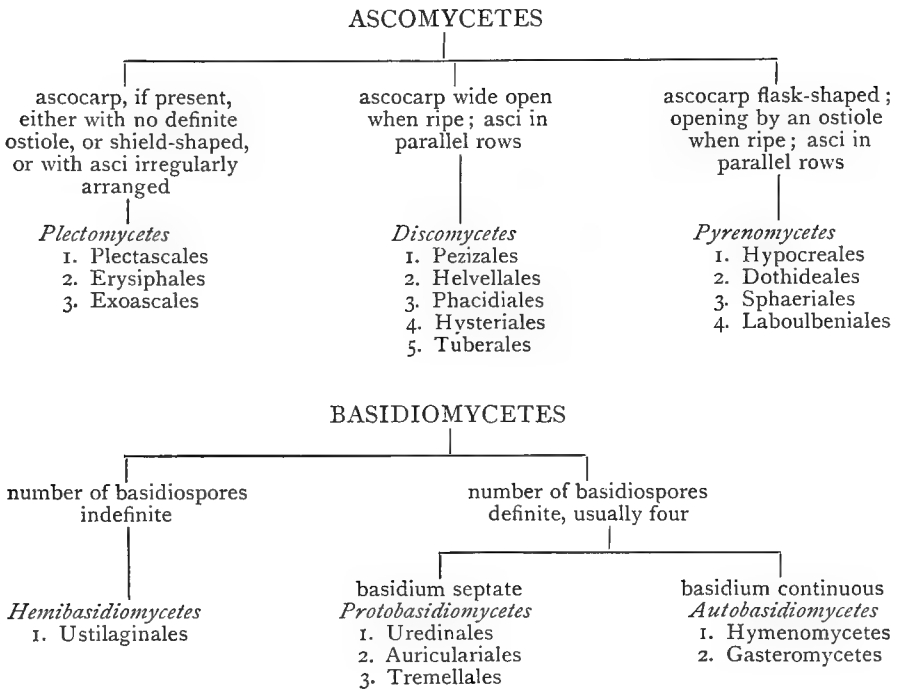 ASCOMYCETES
ascocarp, if present,
either with no definite
ostiole, or shield-shaped,
or with asci irregularly
arranged
Plectomycetes
1. Plectascales
2. Erysiphales
3. Exoascales
ascocarp wide open
when ripe; asci in
parallel rows
Discomycetes
1. Pezizales
2. Helvellales
3. Phacidiales
4. Hysteriales
5. Tuberales
ascocarp flask-shaped;
opening by an ostiole
when ripe; asci in
parallel rows
Pyrenomycetes
1. Hypocreales
2. Dothideales
3. Sphaeriales
4. Laboulbeniales
BASIDIOMYCETES
number of basidiospores
indefinite
Hemibasidiomycetes
1. Ustilaginales
number of basidiospores
definite, usually four
basidium septate
Protobasidiomycetes
1. Uredinales
2. Auriculariales
3. Tremellales
basidium continuous
Autobasidiomycetes
1. Hymenomycetes
2. Gasteromycetes